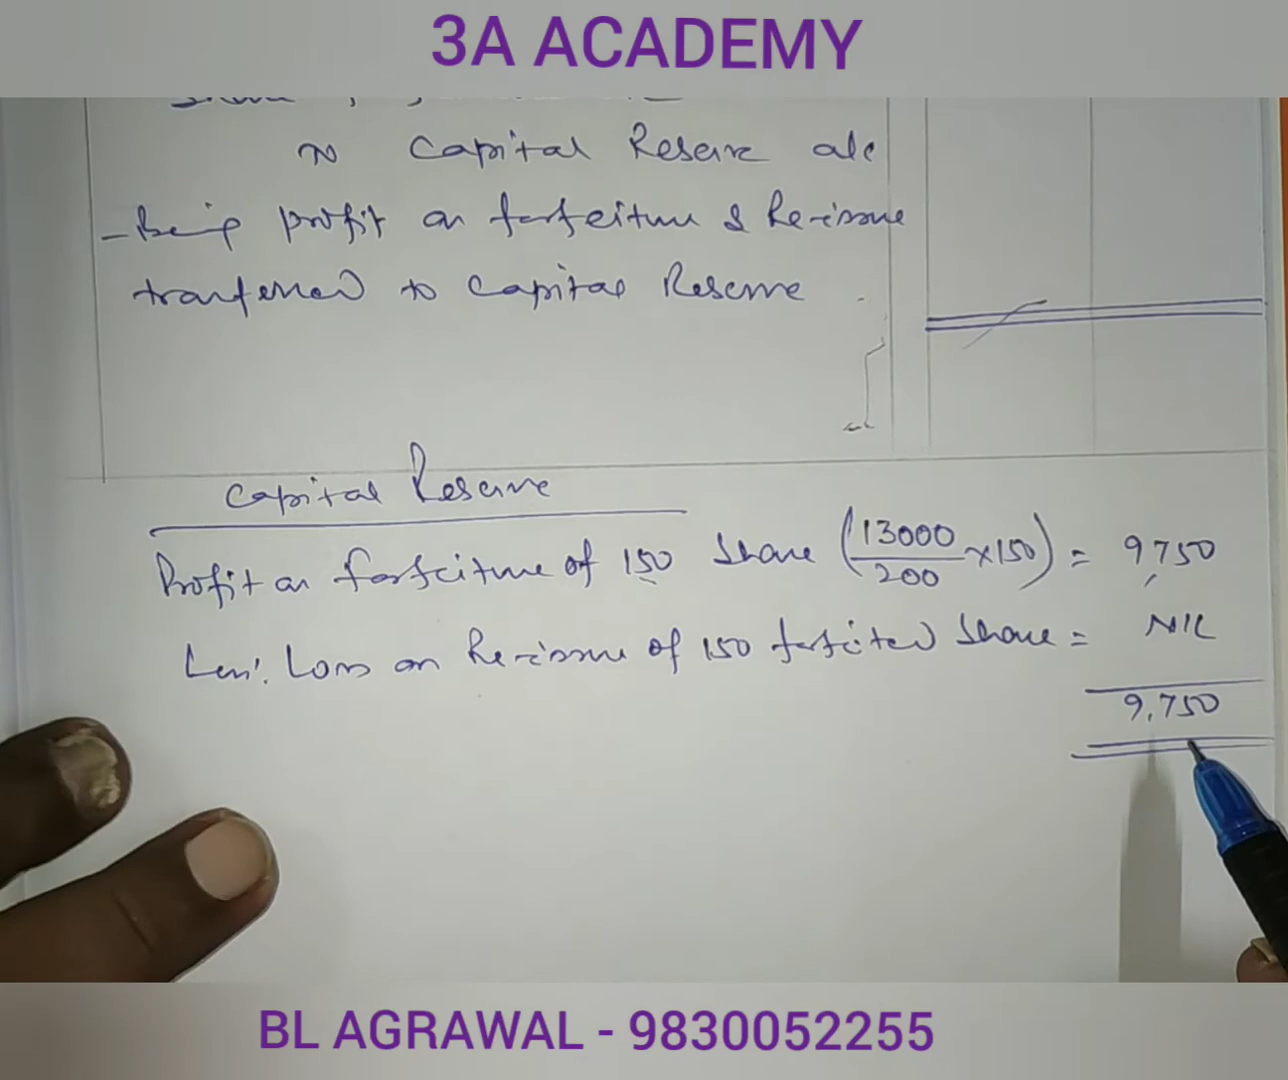 3A ACADEMY
To Capital Reserve a/c
- Being profit on forfeiture & Re-issue
tranferred to Capital Reserve
Capital Reserve
Profit on forfeiture of 150 Share (13000/200 ×150) = 9,750
Less: Loss on Re-issue of 150 forfeited Share = NIL
9,750
BL AGRAWAL - 9830052255